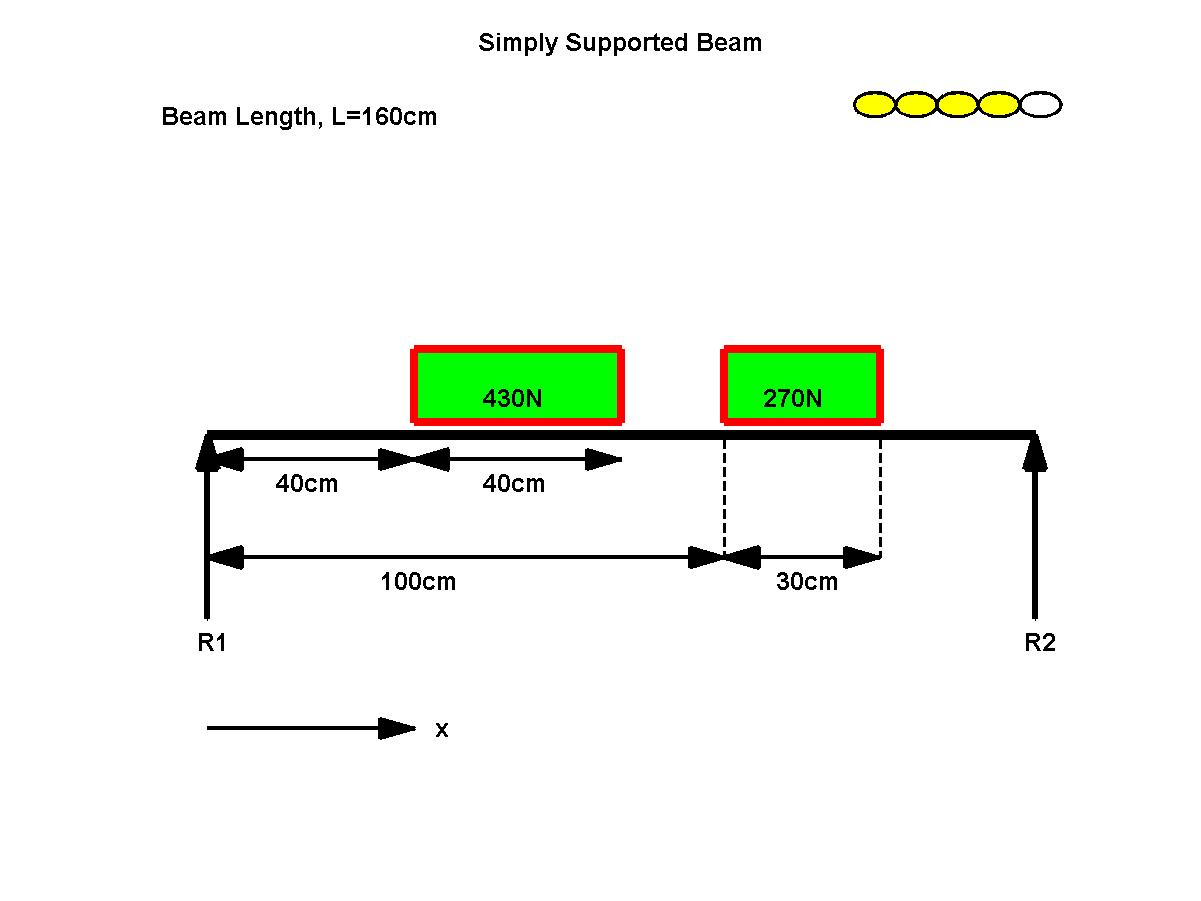 Simply Supported Beam
Beam Length, L=160cm
430N
270N
40cm
40cm
100cm
30cm
R1
R2
x